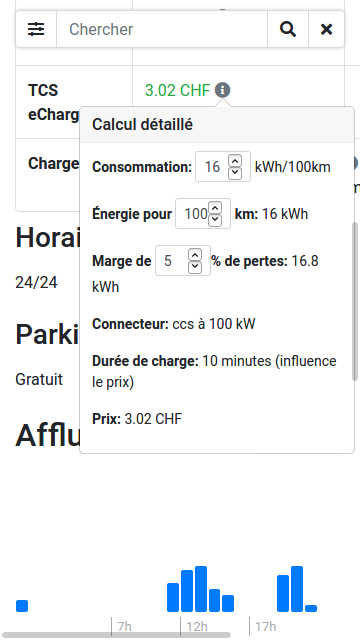 Chercher
TCS
eCharg
3.02 CHF
Calcul détaillé
Charge
Consommation: 16 kWh/100km
Énergie pour 100 km: 16 kWh
Marge de 5 % de pertes: 16.8
kWh
Connecteur: ccs à 100 kW
Durée de charge: 10 minutes (influence
le prix)
Prix: 3.02 CHF
Horai
24/24
Parki
Gratuit
Afflu
7h
12h
17h